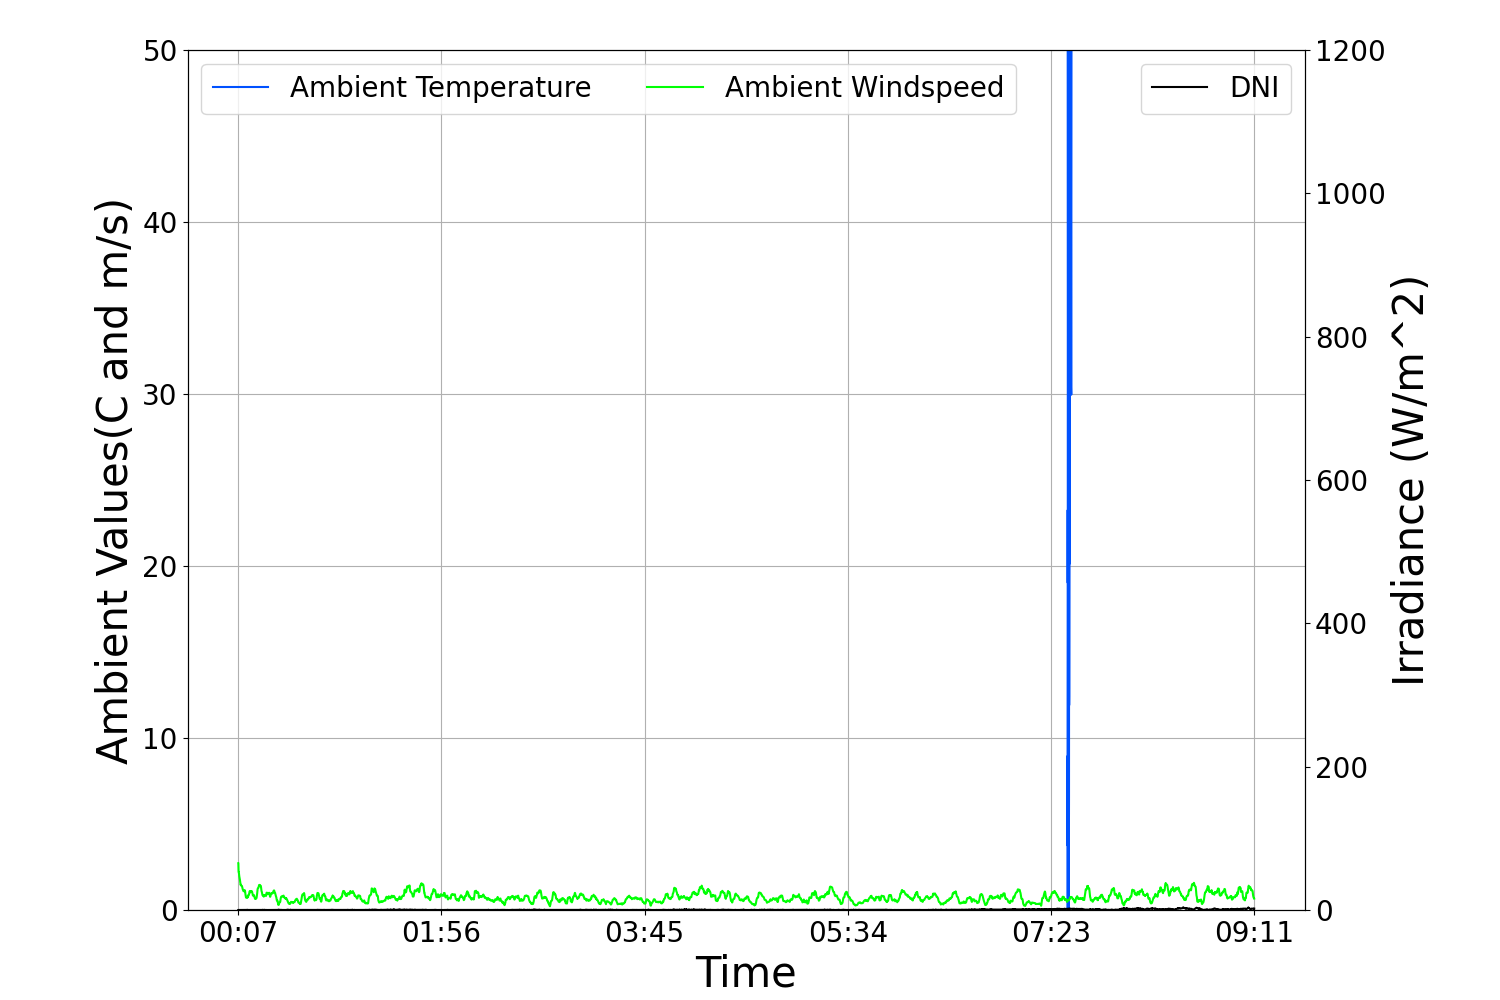 Ambient Temperature Ambient Windspeed DNI
50
40
30
20
10
0
Ambient Values(C and m/s)
1200
1000
800
600
400
200
0
Irradiance (W/m^2)
00:07 01:56 03:45 05:34 07:23 09:11
Time